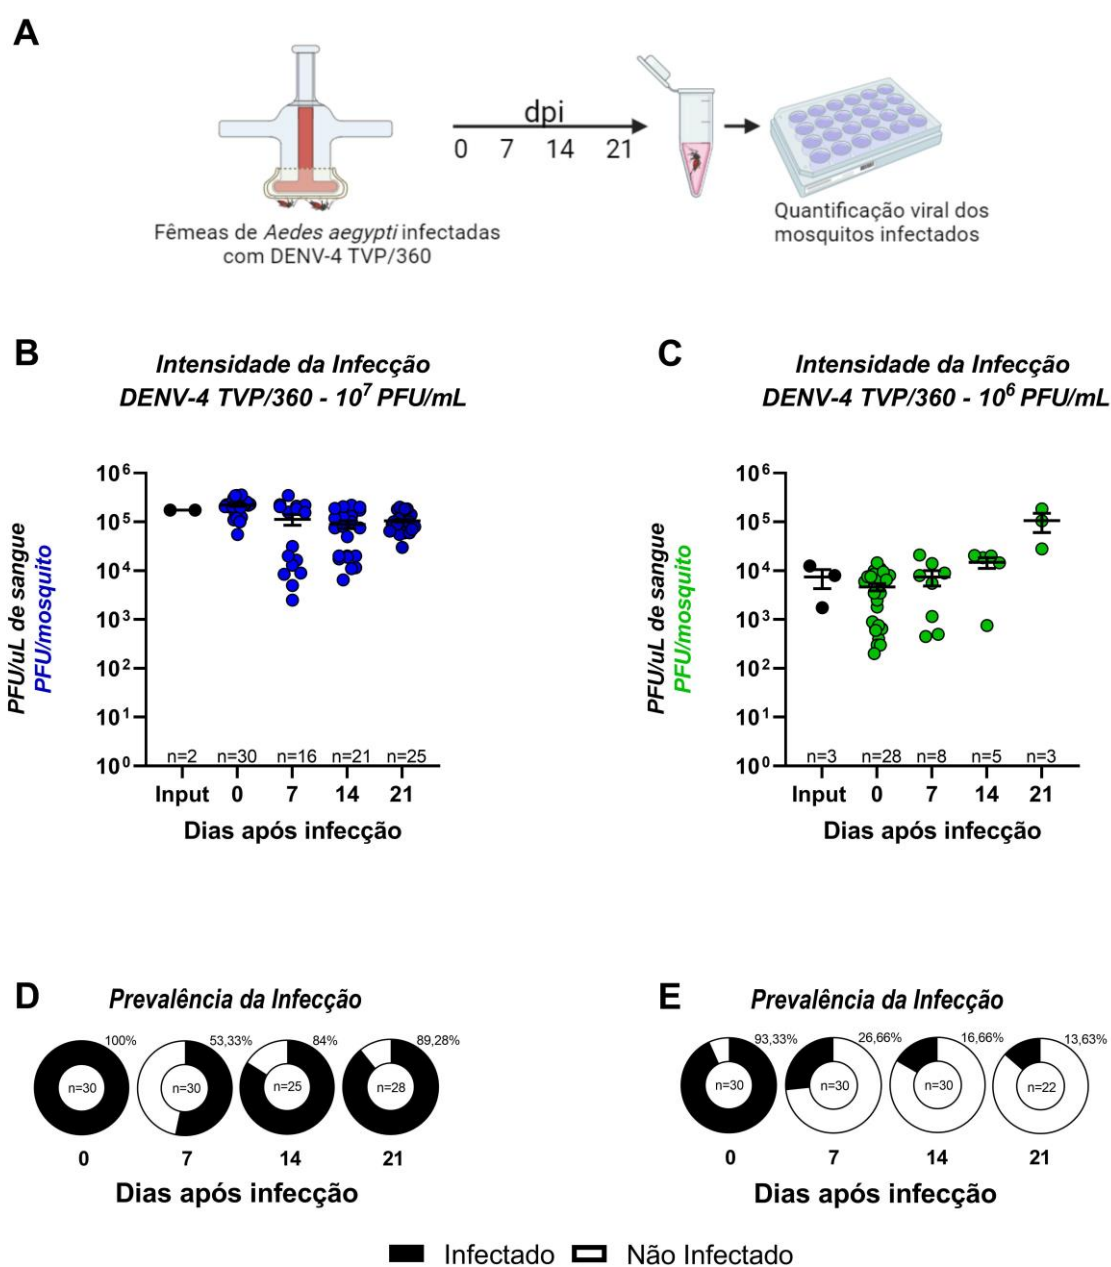 A
dpi
0 7 14 21
Fêmeas de Aedes aegypti infectadas
com DENV-4 TVP/360
Quantificação viral dos
mosquitos infectados
B
Intensidade da Infecção
DENV-4 TVP/360 - 10⁷ PFU/mL
PFU/uL de sangue
PFU/mosquito
10⁶
10⁵
10⁴
10³
10²
10¹
10⁰
n=2 n=30 n=16 n=21 n=25
Input 0 7 14 21
Dias após infecção
C
Intensidade da Infecção
DENV-4 TVP/360 - 10⁶ PFU/mL
PFU/uL de sangue
PFU/mosquito
10⁶
10⁵
10⁴
10³
10²
10¹
10⁰
n=3 n=28 n=8 n=5 n=3
Input 0 7 14 21
Dias após infecção
D
Prevalência da Infecção
100% 53,33% 84% 89,28%
n=30 n=30 n=25 n=28
0 7 14 21
Dias após infecção
E
Prevalência da Infecção
93,33% 26,66% 16,66% 13,63%
n=30 n=30 n=30 n=22
0 7 14 21
Dias após infecção
Infectado Não Infectado